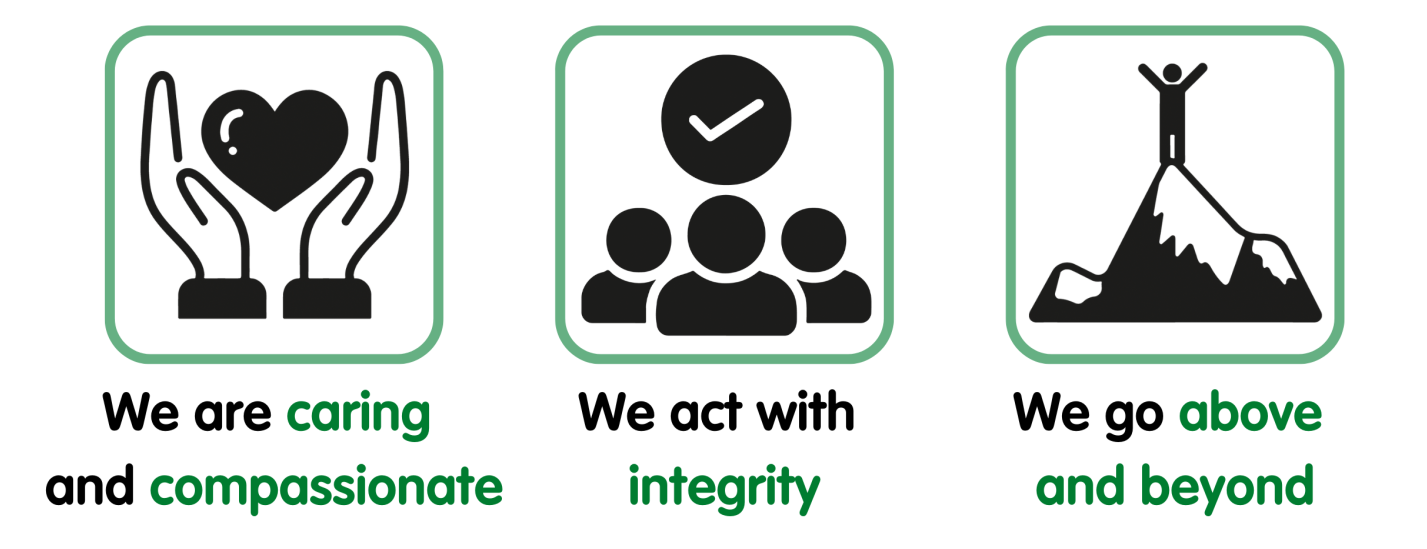 We are caring
and compassionate
We act with
integrity
We go above
and beyond